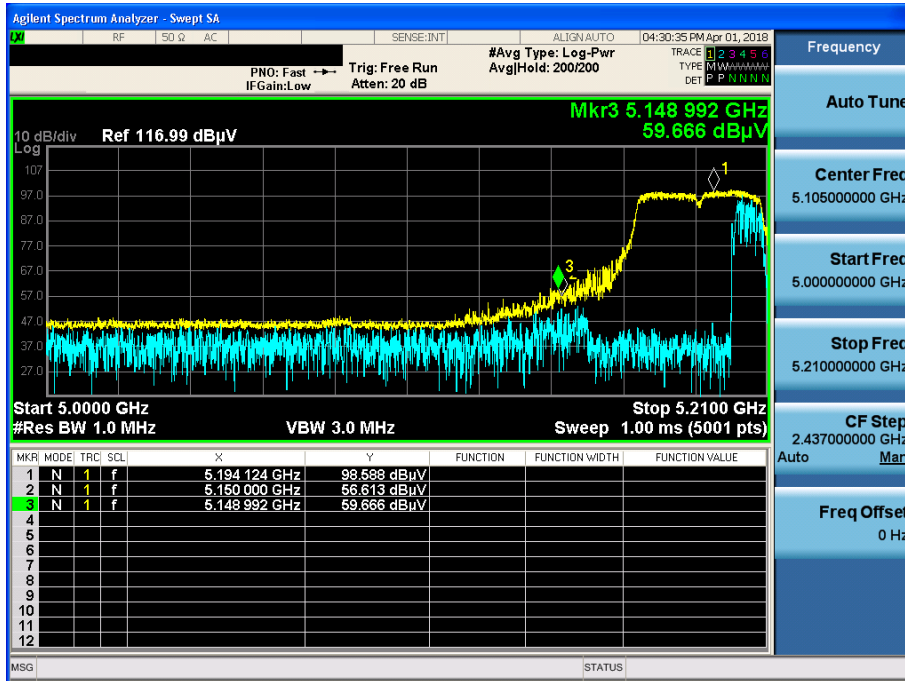 Agilent Spectrum Analyzer - Swept SA
LXI RF 50 Ω AC SENSE:INT ALIGN AUTO 04:30:35 PM Apr 01, 2018
PNO: Fast
IFGain:Low
Trig: Free Run
Atten: 20 dB
#Avg Type: Log-Pwr
Avg|Hold: 200/200
TRACE 1 2 3 4 5 6
TYPE M WWWWWW
DET P P N N N N
Mkr3 5.148 992 GHz
59.666 dBµV
10 dB/div Ref 116.99 dBµV
Log
107
97.0
87.0
77.0
67.0
57.0
47.0
37.0
27.0
1
3
2
Start 5.0000 GHz Stop 5.2100 GHz
#Res BW 1.0 MHz VBW 3.0 MHz Sweep 1.00 ms (5001 pts)
MKR MODE TRC SCL X Y FUNCTION FUNCTION WIDTH FUNCTION VALUE
1 N 1 f 5.194 124 GHz 98.588 dBµV
2 N 1 f 5.150 000 GHz 56.613 dBµV
3 N 1 f 5.148 992 GHz 59.666 dBµV
4
5
6
7
8
9
10
11
12
MSG STATUS
Frequency
Auto Tune
Center Freq
5.105000000 GHz
Start Freq
5.000000000 GHz
Stop Freq
5.210000000 GHz
CF Step
2.437000000 GHz
Auto Man
Freq Offset
0 Hz